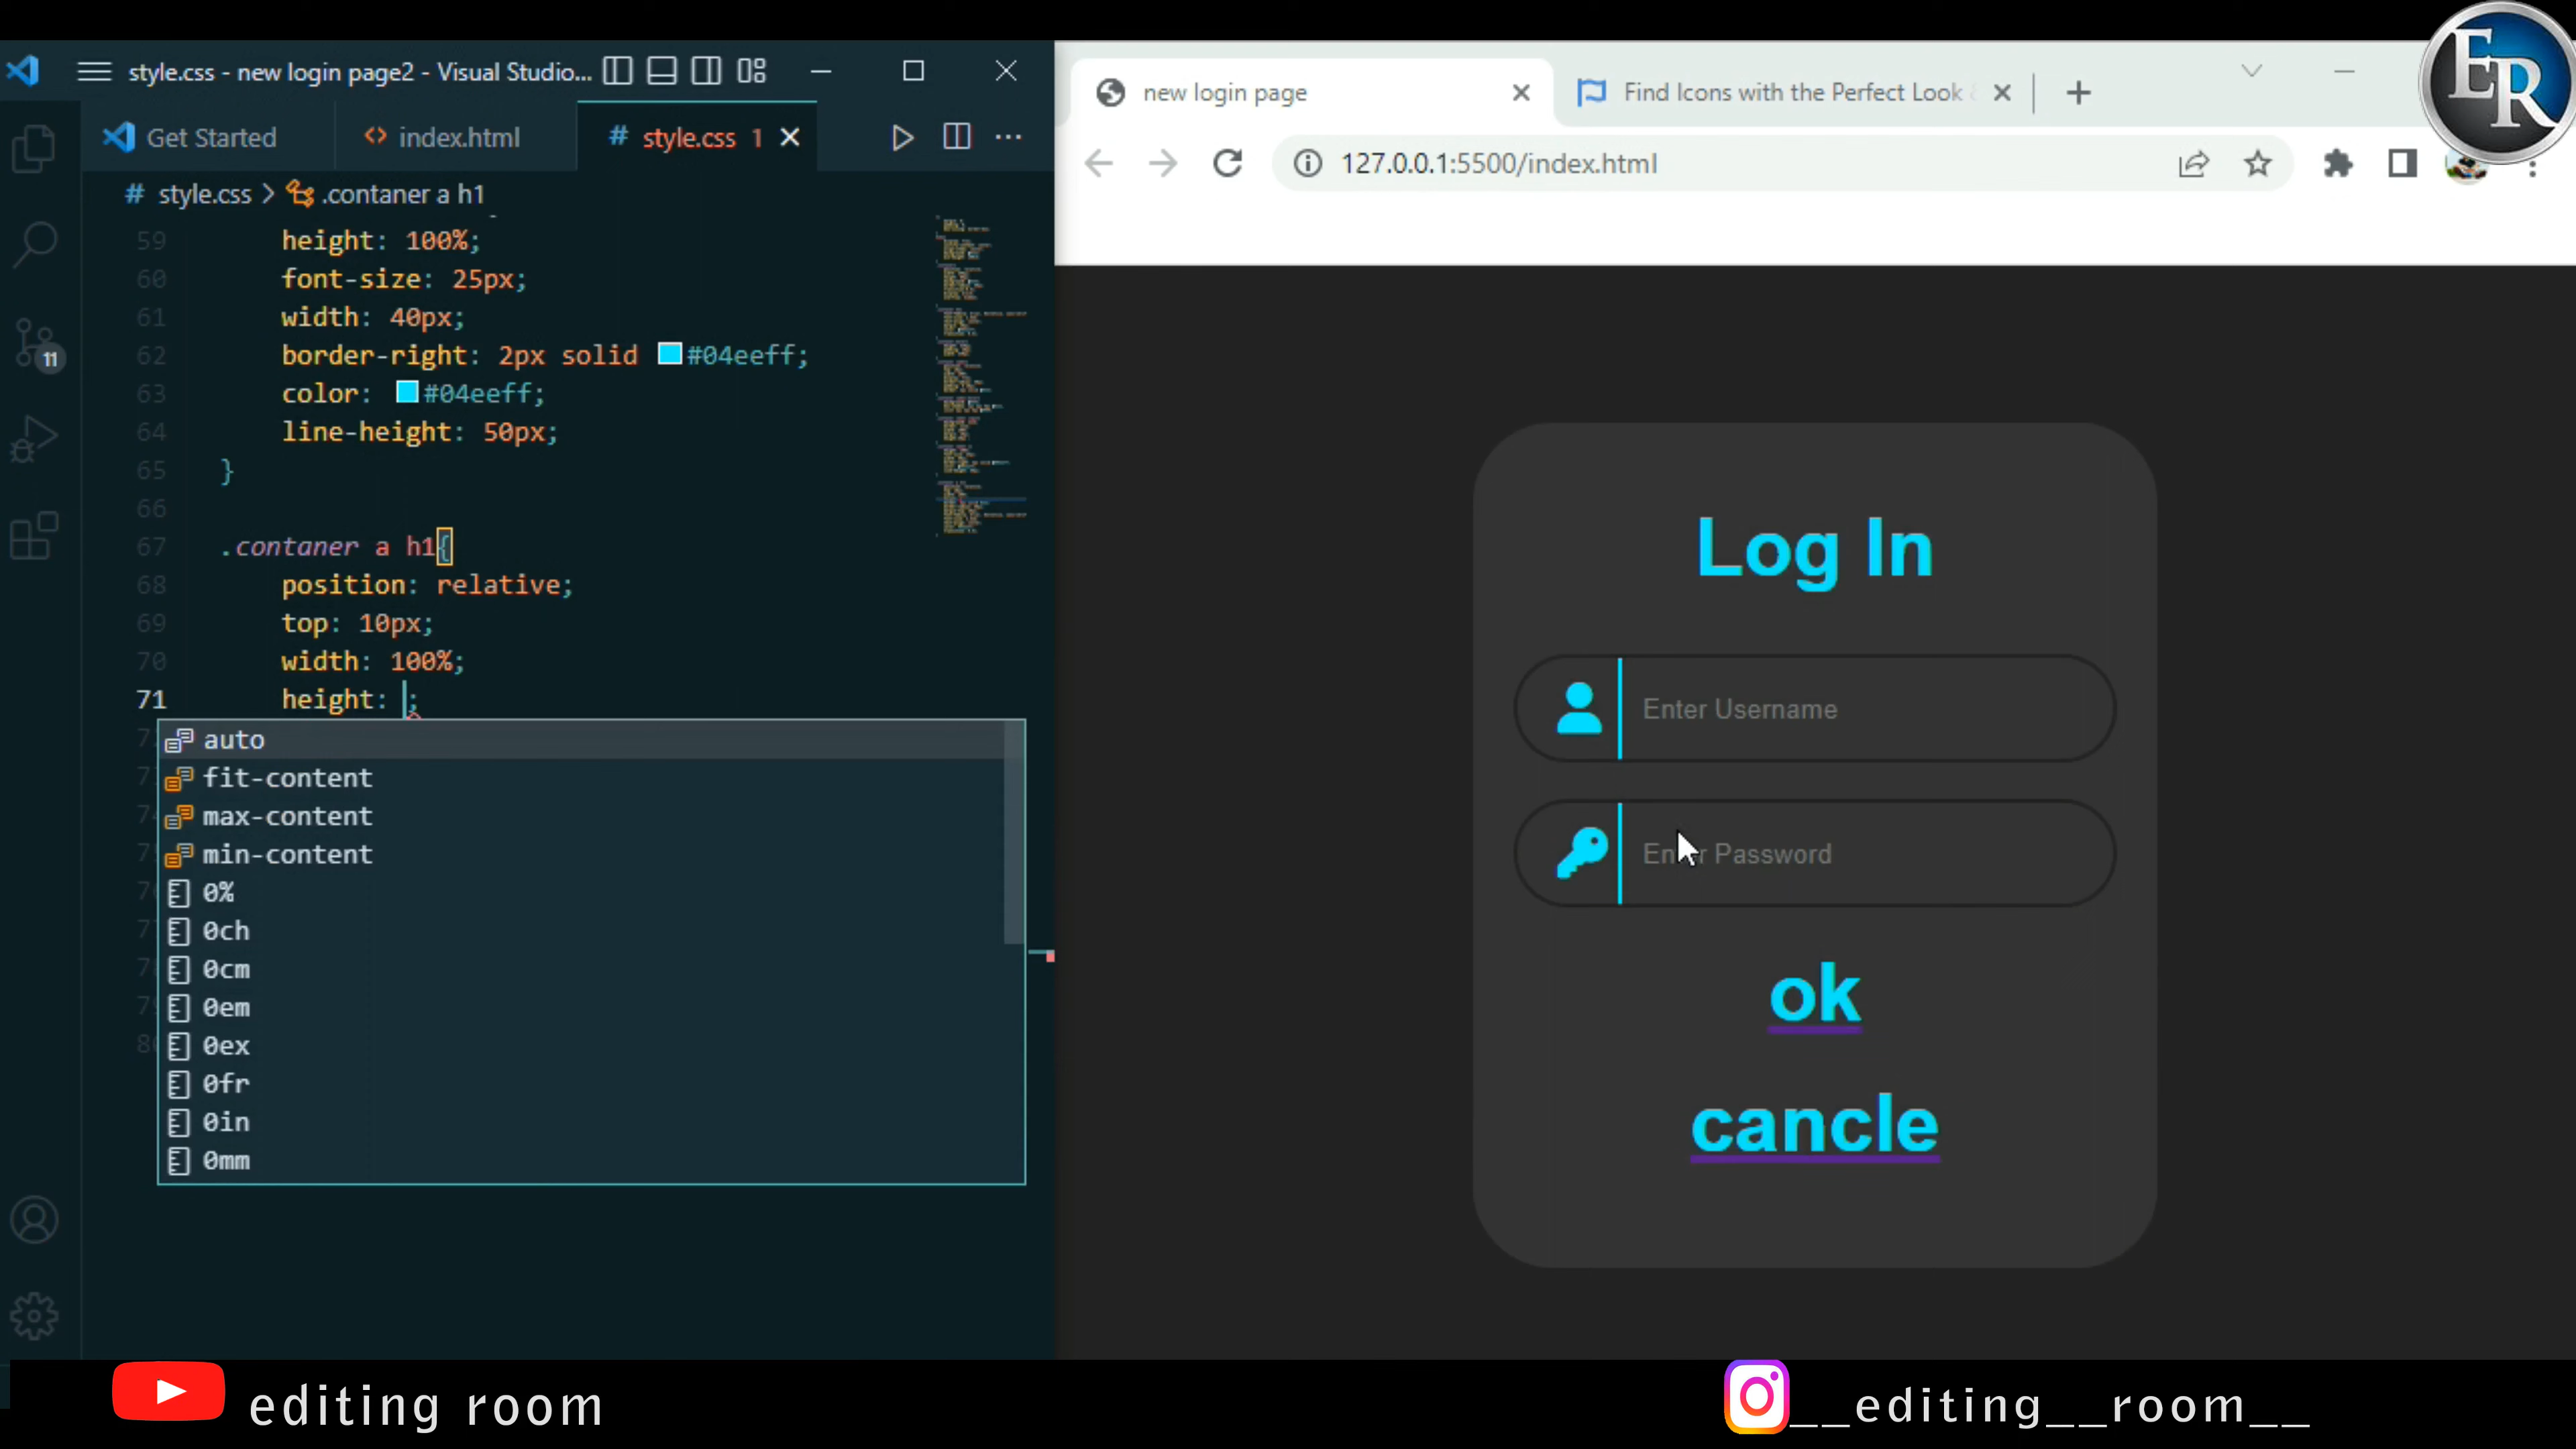 style.css - new login page2 - Visual Studio...
Get Started
index.html
style.css 1
style.css > .contaner a h1
11
59 height: 100%;
60 font-size: 25px;
61 width: 40px;
62 border-right: 2px solid #04eeff;
63 color: #04eeff;
64 line-height: 50px;
65 }
66
67 .contaner a h1{
68 position: relative;
69 top: 10px;
70 width: 100%;
71 height: ;
auto
fit-content
max-content
min-content
0%
0ch
0cm
0em
0ex
0fr
0in
0mm
new login page
Find Icons with the Perfect Look
127.0.0.1:5500/index.html
ER
Log In
Enter Username
Enter Password
ok
cancle
editing room
__editing__room__